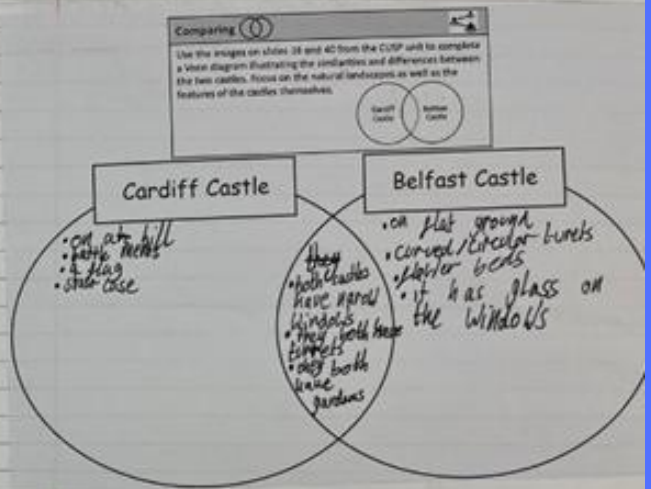 Comparing
Use the images on slides 38 and 40 from the CUSP unit to complete
a Venn diagram illustrating the similarities and differences between
the two castles. Focus on the natural landscapes as well as the
features of the castles themselves.
Cardiff
Castle
Belfast
Castle
Cardiff Castle
• on a hill
• battle ments
• a flag
• stair case
they
• both castles
have narow
windows
• they both have
turrets
• they both
have
gardens
Belfast Castle
• on flat ground
• curved/circular turets
• flower beds
• it has glass on
the windows